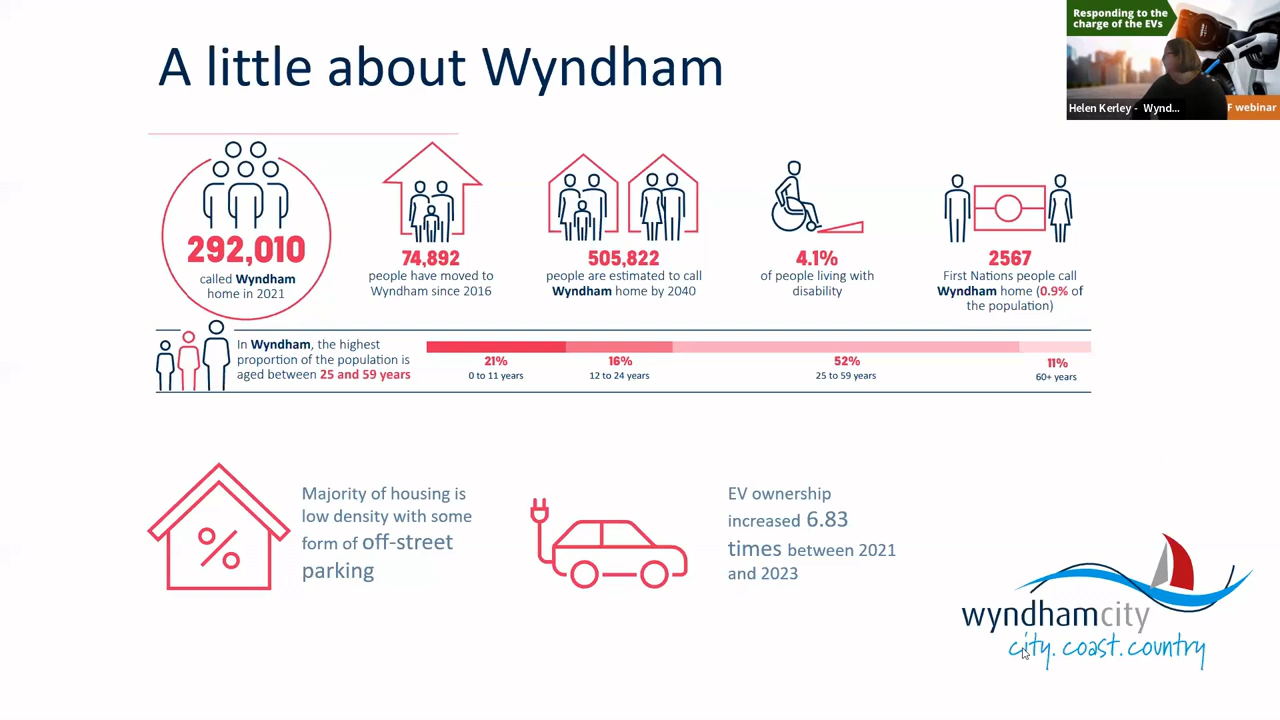 A little about Wyndham
Responding to the
charge of the EVs
Helen Kerley - Wynd...
F webinar
292,010
called Wyndham
home in 2021
74,892
people have moved to
Wyndham since 2016
505,822
people are estimated to call
Wyndham home by 2040
4.1%
of people living with
disability
2567
First Nations people call
Wyndham home (0.9% of
the population)
In Wyndham, the highest
proportion of the population is
aged between 25 and 59 years
21%
0 to 11 years
16%
12 to 24 years
52%
25 to 59 years
11%
60+ years
Majority of housing is
low density with some
form of off-street
parking
EV ownership
increased 6.83
times between 2021
and 2023
wyndhamcity
city. coast. country